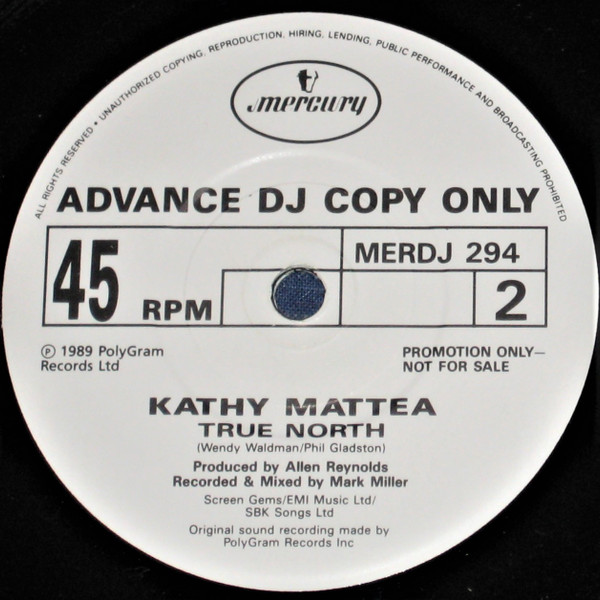 ALL RIGHTS RESERVED • UNAUTHORIZED COPYING, REPRODUCTION, HIRING, LENDING, PUBLIC PERFORMANCE AND BROADCASTING PROHIBITED
mercury
ADVANCE DJ COPY ONLY
45 RPM
MERDJ 294
2
℗ 1989 PolyGram
Records Ltd
PROMOTION ONLY—
NOT FOR SALE
KATHY MATTEA
TRUE NORTH
(Wendy Waldman/Phil Gladston)
Produced by Allen Reynolds
Recorded & Mixed by Mark Miller
Screen Gems/EMI Music Ltd/
SBK Songs Ltd
Original sound recording made by
PolyGram Records Inc